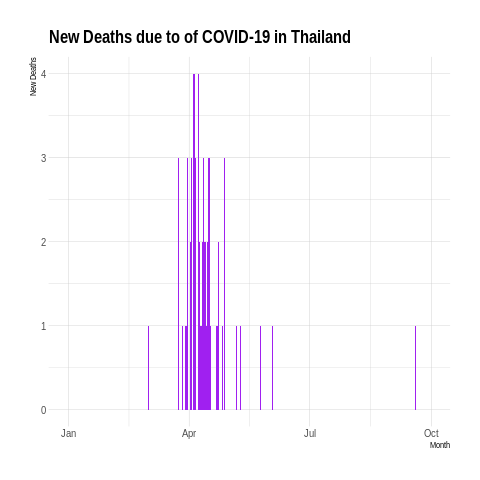 New Deaths due to of COVID-19 in Thailand
New Deaths
4
3
2
1
0
Jan Apr Jul Oct
Month